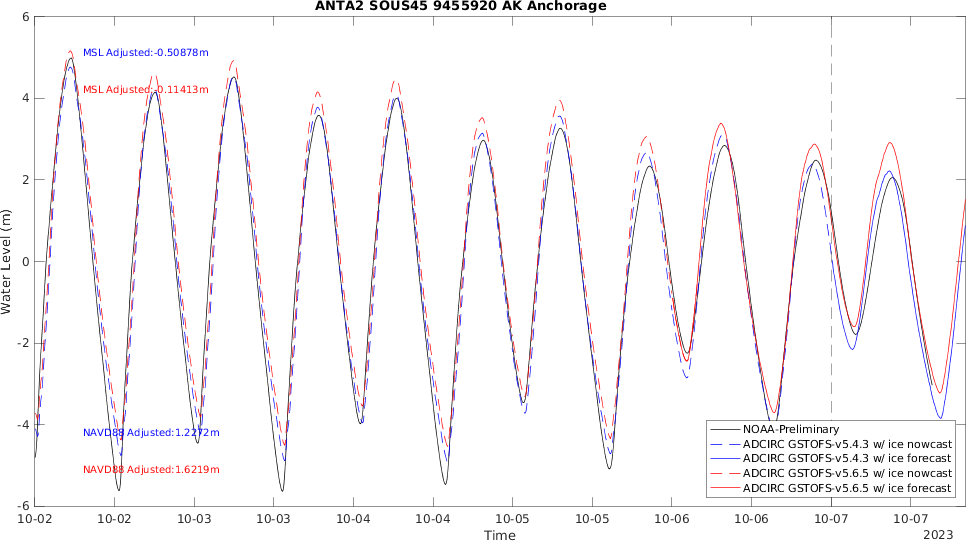 ANTA2 SOUS45 9455920 AK Anchorage
6
MSL Adjusted:-0.50878m
MSL Adjusted:-0.11413m
4
2
Water Level (m)
0
-2
-4
NAVD88 Adjusted:1.2272m
NAVD88 Adjusted:1.6219m
-6
NOAA-Preliminary
ADCIRC GSTOFS-v5.4.3 w/ ice nowcast
ADCIRC GSTOFS-v5.4.3 w/ ice forecast
ADCIRC GSTOFS-v5.6.5 w/ ice nowcast
ADCIRC GSTOFS-v5.6.5 w/ ice forecast
10-02 10-02 10-03 10-03 10-04 10-04 10-05 10-05 10-06 10-06 10-07 10-07
Time
2023